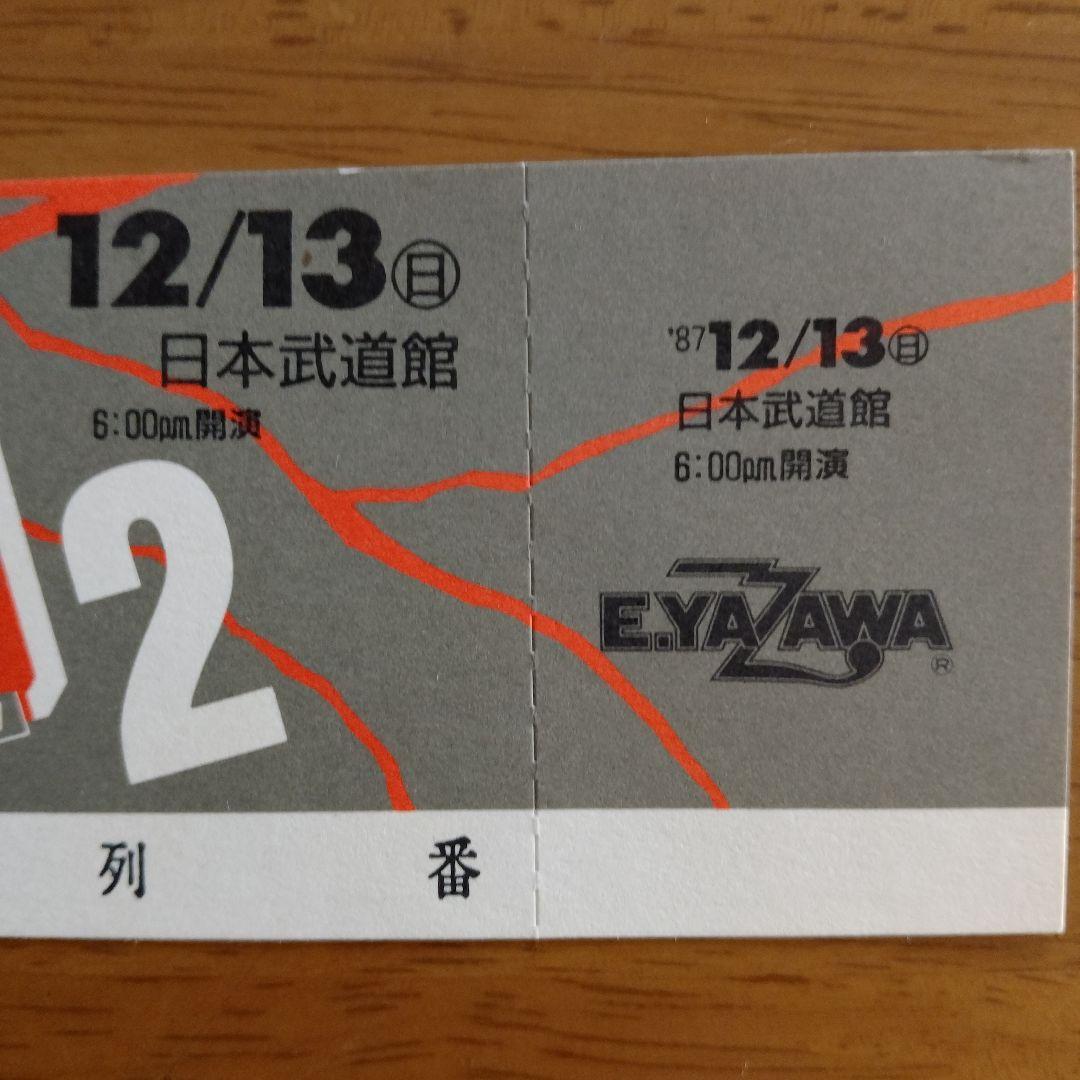 12/13㊐
日本武道館
6:00pm開演
2
列 番
'87 12/13㊐
日本武道館
6:00pm開演
E.YAZAWA
®